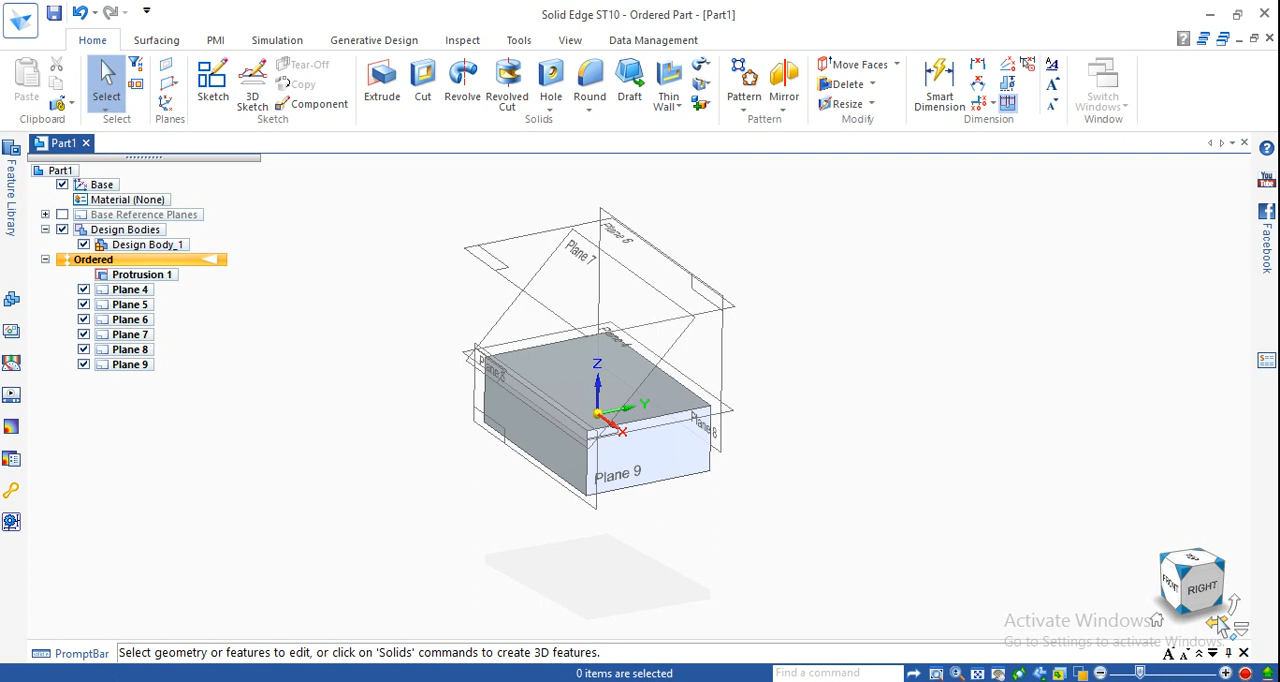 Solid Edge ST10 - Ordered Part - [Part1]
Home Surfacing PMI Simulation Generative Design Inspect Tools View Data Management
Paste
Clipboard
Select
Select
Planes
Sketch
3D Sketch
Tear-Off
Copy
Component
Sketch
Extrude
Cut
Revolve
Revolved Cut
Hole
Round
Draft
Thin Wall
Solids
Pattern
Mirror
Pattern
Move Faces
Delete
Resize
Modify
Smart Dimension
Dimension
Switch Windows
Window
Part1
Feature Library
Part1
Base
Material (None)
Base Reference Planes
Design Bodies
Design Body_1
Ordered
Protrusion 1
Plane 4
Plane 5
Plane 6
Plane 7
Plane 8
Plane 9
Plane 6
Plane 7
Z
Y
X
Plane 9
You Tube
Facebook
TOP
FRONT
RIGHT
Activate Windows
Go to Settings to activate Windows.
PromptBar
Select geometry or features to edit, or click on 'Solids' commands to create 3D features.
0 items are selected
Find a command